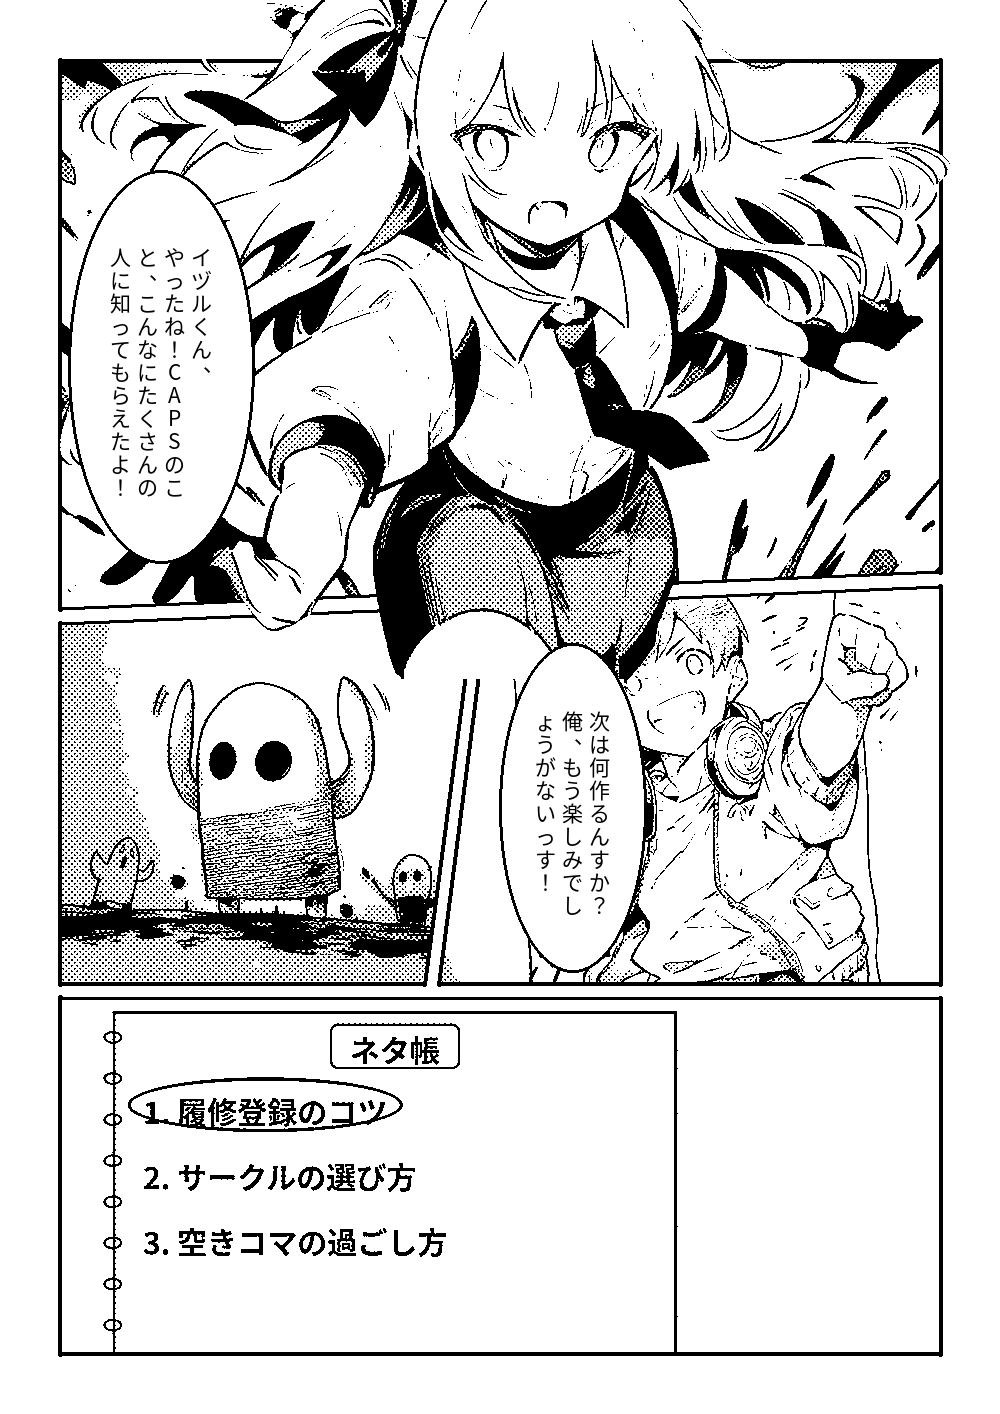 イヅルくん、
やったね！CAPSのこ
と、こんなにたくさんの
人に知ってもらえたよ！
次は何作るんすか？
俺、もう楽しみでし
ょうがないっす！
ネタ帳
1. 履修登録のコツ
2. サークルの選び方
3. 空きコマの過ごし方